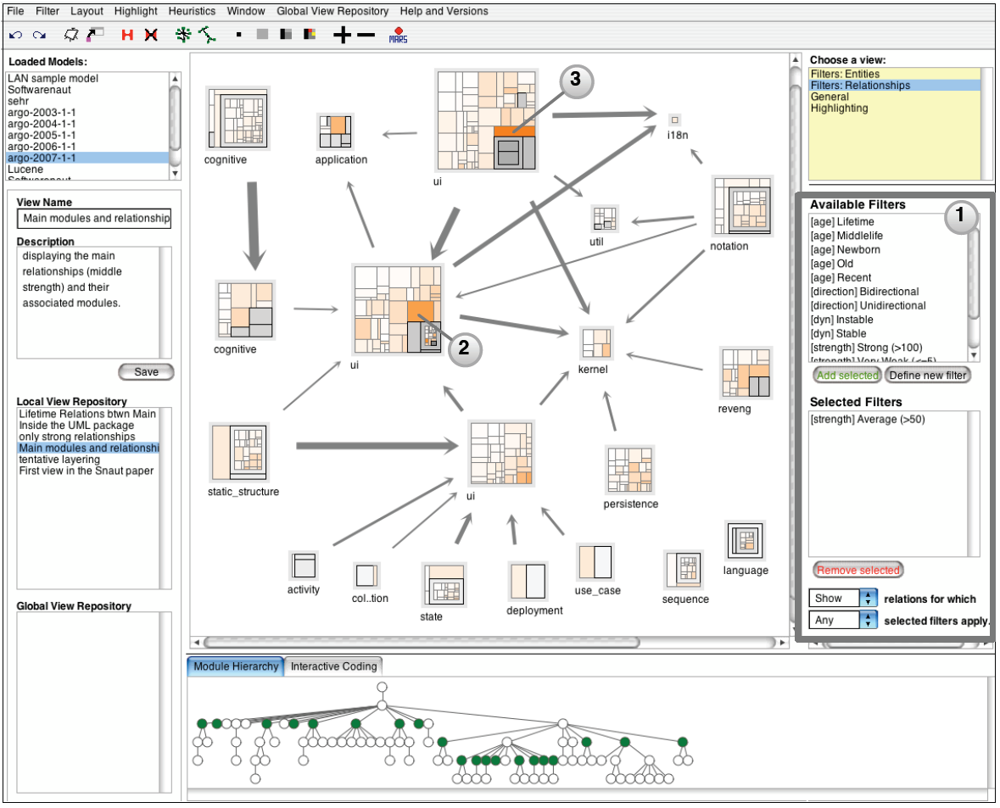 File Filter Layout Highlight Heuristics Window Global View Repository Help and Versions
MARS
Loaded Models:
LAN sample model
Softwarenaut
sehr
argo-2003-1-1
argo-2004-1-1
argo-2005-1-1
argo-2006-1-1
argo-2007-1-1
Lucene
Softwarenaut
View Name
Main modules and relationship
Description
displaying the main
relationships (middle
strength) and their
associated modules.
Save
Local View Repository
Lifetime Relations btwn Main
Inside the UML package
only strong relationships
Main modules and relationshi
tentative layering
First view in the Snaut paper
Global View Repository
cognitive
application
ui
3
i18n
util
notation
cognitive
ui
2
kernel
reveng
static_structure
ui
persistence
activity
col..tion
state
deployment
use_case
sequence
language
Module Hierarchy
Interactive Coding
Choose a view:
Filters: Entities
Filters: Relationships
General
Highlighting
1
Available Filters
[age] Lifetime
[age] Middlelife
[age] Newborn
[age] Old
[age] Recent
[direction] Bidirectional
[direction] Unidirectional
[dyn] Instable
[dyn] Stable
[strength] Strong (>100)
[strength] Very Weak (<=5)
Add selected
Define new filter
Selected Filters
[strength] Average (>50)
Remove selected
Show relations for which
Any selected filters apply.